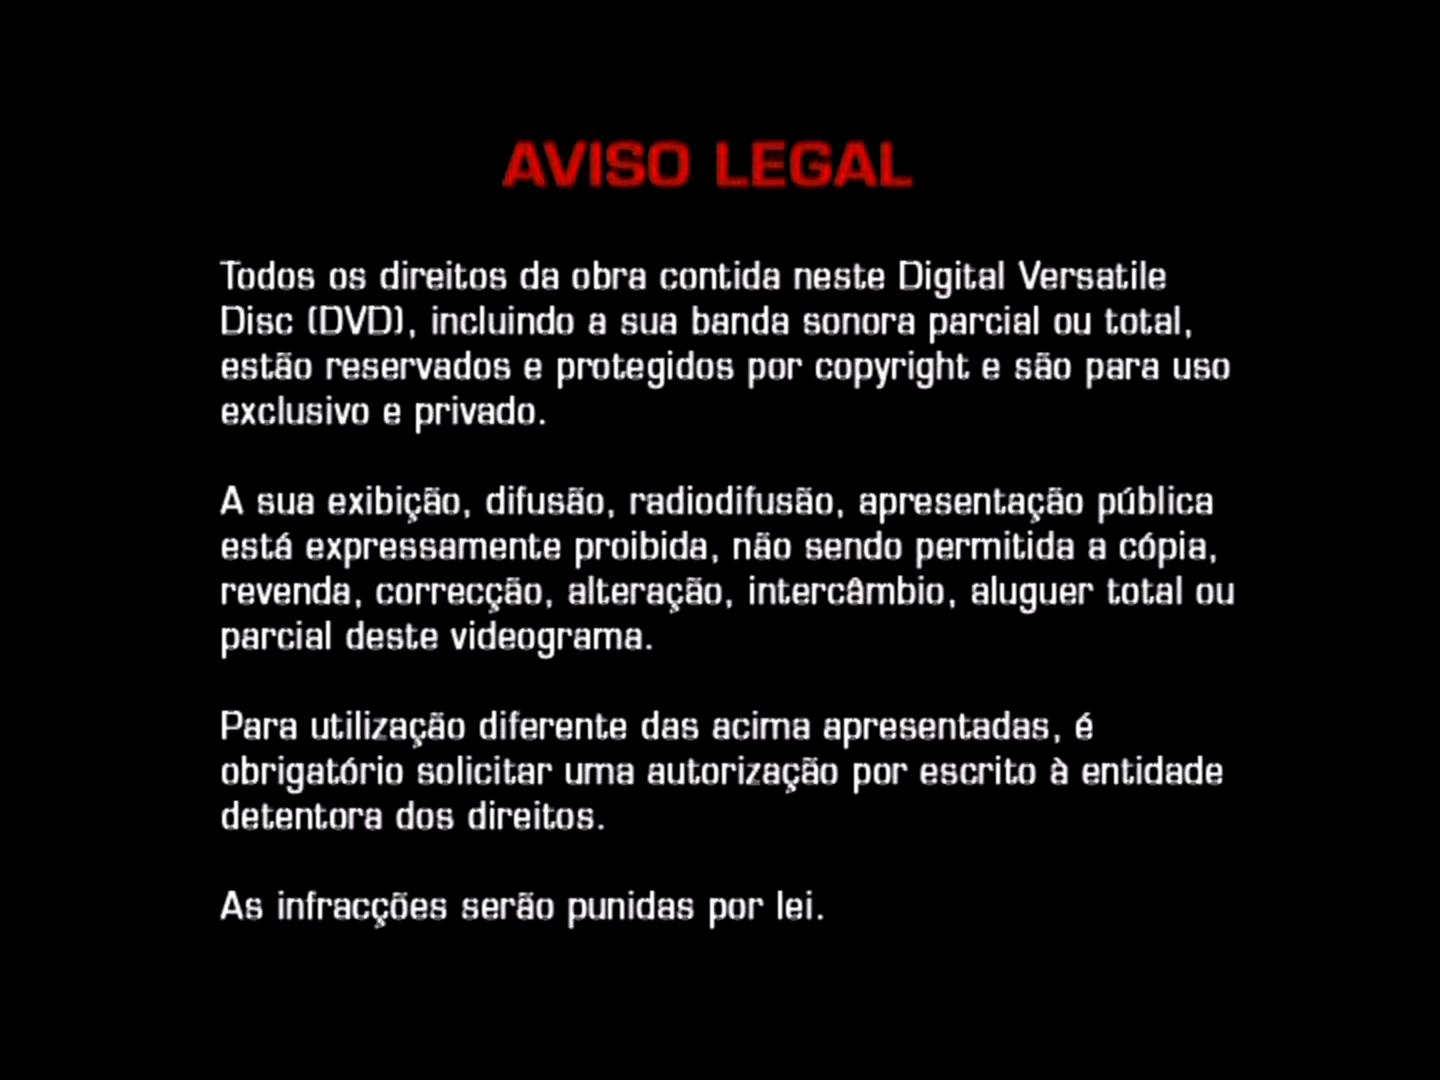 AVISO LEGAL
Todos os direitos da obra contida neste Digital Versatile
Disc (DVD), incluindo a sua banda sonora parcial ou total,
estão reservados e protegidos por copyright e são para uso
exclusivo e privado.
A sua exibição, difusão, radiodifusão, apresentação pública
está expressamente proibida, não sendo permitida a cópia,
revenda, correcção, alteração, intercâmbio, aluguer total ou
parcial deste videograma.
Para utilização diferente das acima apresentadas, é
obrigatório solicitar uma autorização por escrito à entidade
detentora dos direitos.
As infracções serão punidas por lei.